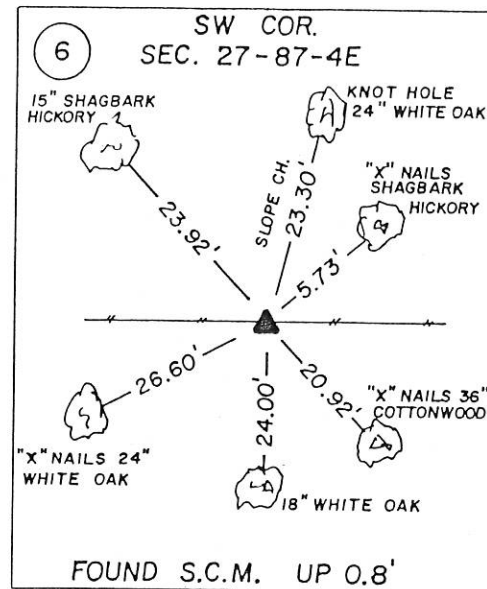 6
SW COR.
SEC. 27-87-4E
15" SHAGBARK
HICKORY
KNOT HOLE
24" WHITE OAK
"X" NAILS
SHAGBARK
HICKORY
SLOPE CH.
23.30'
23.92'
5.73'
26.60'
24.00'
20.92'
"X" NAILS 36"
COTTONWOOD
"X" NAILS 24"
WHITE OAK
18" WHITE OAK
FOUND S.C.M. UP 0.8'